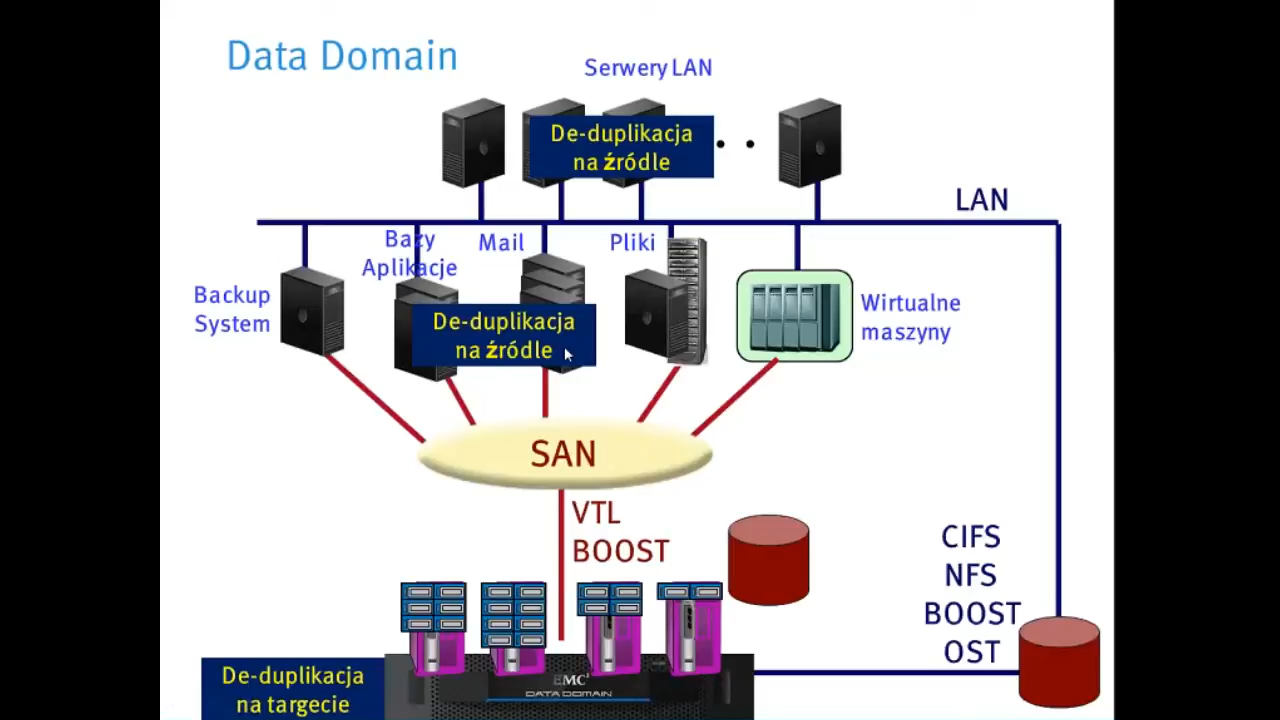 Data Domain
Serwery LAN
De-duplikacja
na źródle
LAN
Bazy
Aplikacje
Mail
Pliki
Backup
System
De-duplikacja
na źródle
Wirtualne
maszyny
SAN
VTL
BOOST
CIFS
NFS
BOOST
OST
De-duplikacja
na targecie
EMC²
DATA DOMAIN